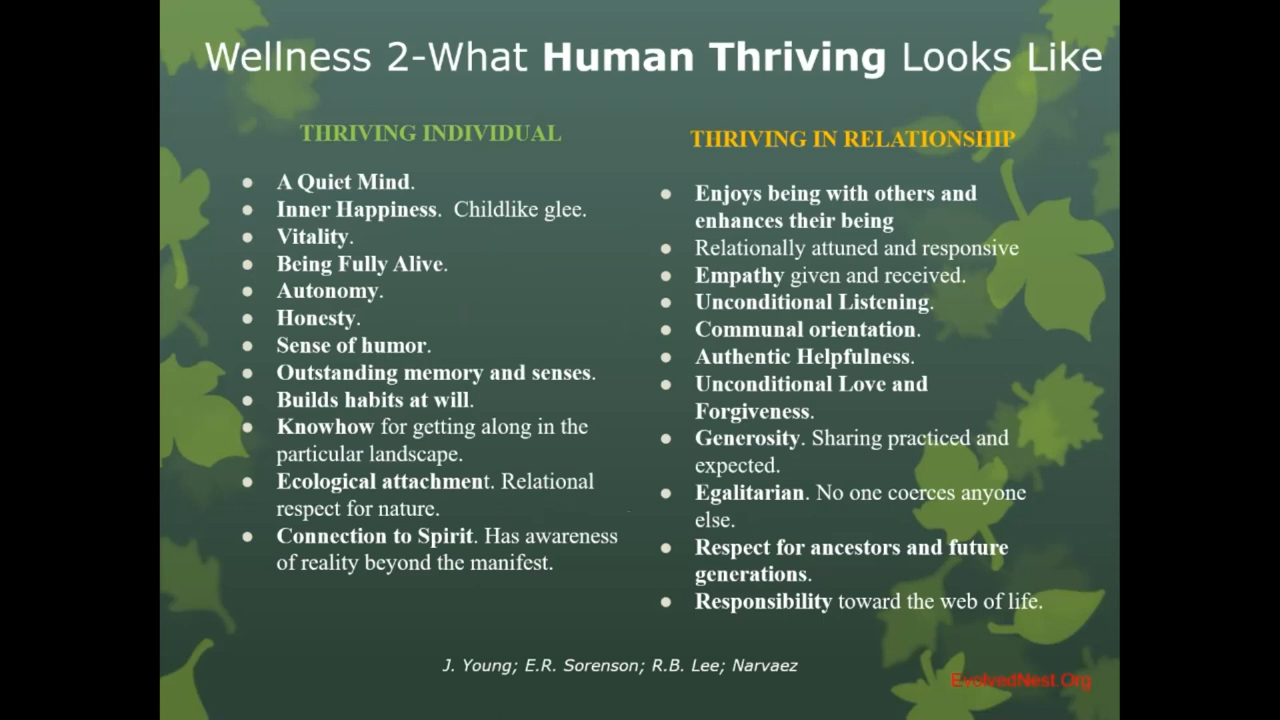 Wellness 2-What Human Thriving Looks Like
THRIVING INDIVIDUAL
● A Quiet Mind.
● Inner Happiness. Childlike glee.
● Vitality.
● Being Fully Alive.
● Autonomy.
● Honesty.
● Sense of humor.
● Outstanding memory and senses.
● Builds habits at will.
● Knowhow for getting along in the
particular landscape.
● Ecological attachment. Relational
respect for nature.
● Connection to Spirit. Has awareness
of reality beyond the manifest.
THRIVING IN RELATIONSHIP
● Enjoys being with others and
enhances their being
● Relationally attuned and responsive
● Empathy given and received.
● Unconditional Listening.
● Communal orientation.
● Authentic Helpfulness.
● Unconditional Love and
Forgiveness.
● Generosity. Sharing practiced and
expected.
● Egalitarian. No one coerces anyone
else.
● Respect for ancestors and future
generations.
● Responsibility toward the web of life.
J. Young; E.R. Sorenson; R.B. Lee; Narvaez
EvolvedNest.Org